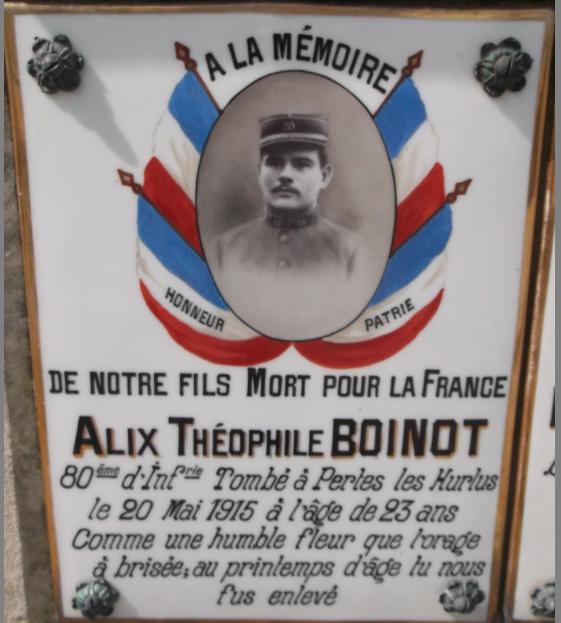 A LA MÉMOIRE
HONNEUR
PATRIE
DE NOTRE FILS MORT POUR LA FRANCE
ALIX THÉOPHILE BOINOT
80ème d'Infrie Tombé à Pertes les Hurlus
le 20 Mai 1915 à l'âge de 23 ans
Comme une humble fleur que l'orage
à brisée; au printemps d'âge tu nous
fus enlevé